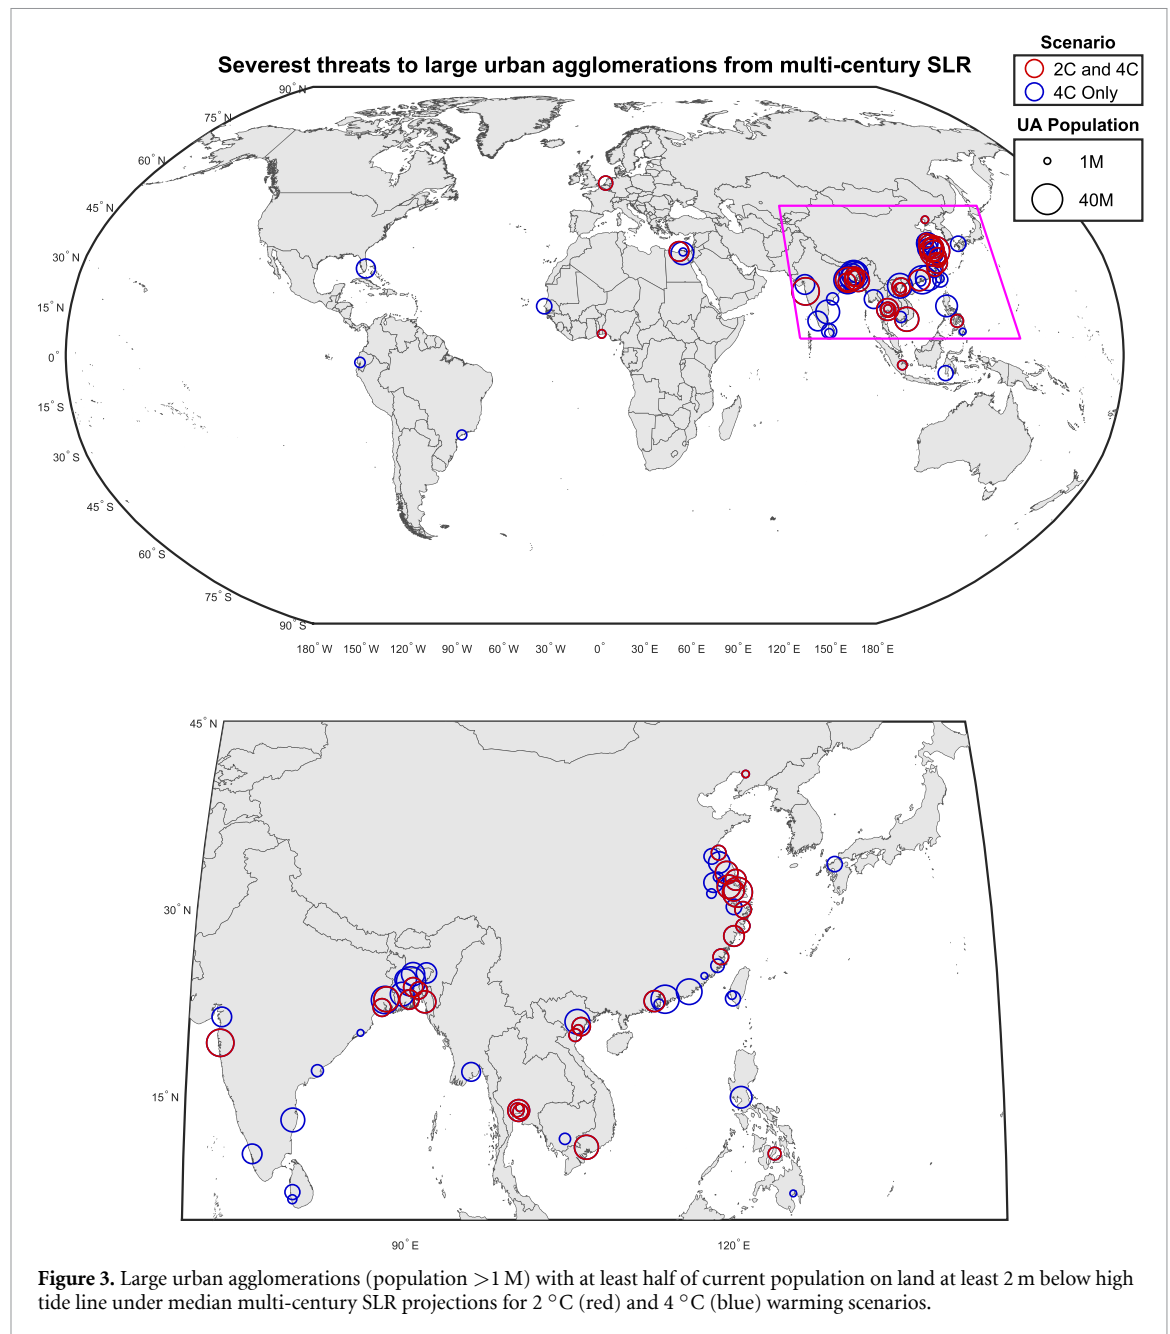 Severest threats to large urban agglomerations from multi-century SLR
Scenario
2C and 4C
4C Only
UA Population
1M
40M
90° N
75° N
60° N
45° N
30° N
15° N
0°
15° S
30° S
45° S
60° S
75° S
90° S
180° W 150° W 120° W 90° W 60° W 30° W 0° 30° E 60° E 90° E 120° E 150° E 180° E
45° N
30° N
15° N
90° E 120° E
Figure 3. Large urban agglomerations (population >1 M) with at least half of current population on land at least 2 m below high
tide line under median multi-century SLR projections for 2 °C (red) and 4 °C (blue) warming scenarios.